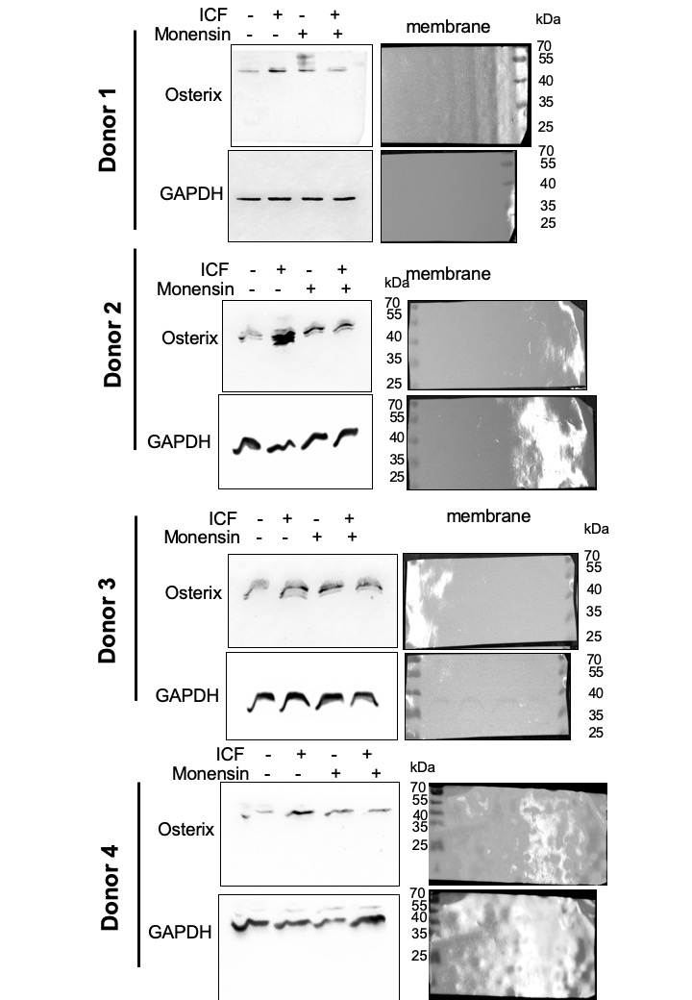 ICF - + - + kDa
Monensin - - + + membrane
Donor 1
Osterix
70
55
40
35
25
GAPDH
70
55
40
35
25
ICF - + - + membrane
Monensin - - + + kDa
Donor 2
Osterix
70
55
40
35
25
GAPDH
70
55
40
35
25
ICF - + - + membrane
Monensin - - + + kDa
Donor 3
Osterix
70
55
40
35
25
GAPDH
70
55
40
35
25
ICF - + - +
Monensin - - + + kDa
Donor 4
Osterix
70
55
40
35
25
GAPDH
70
55
40
35
25